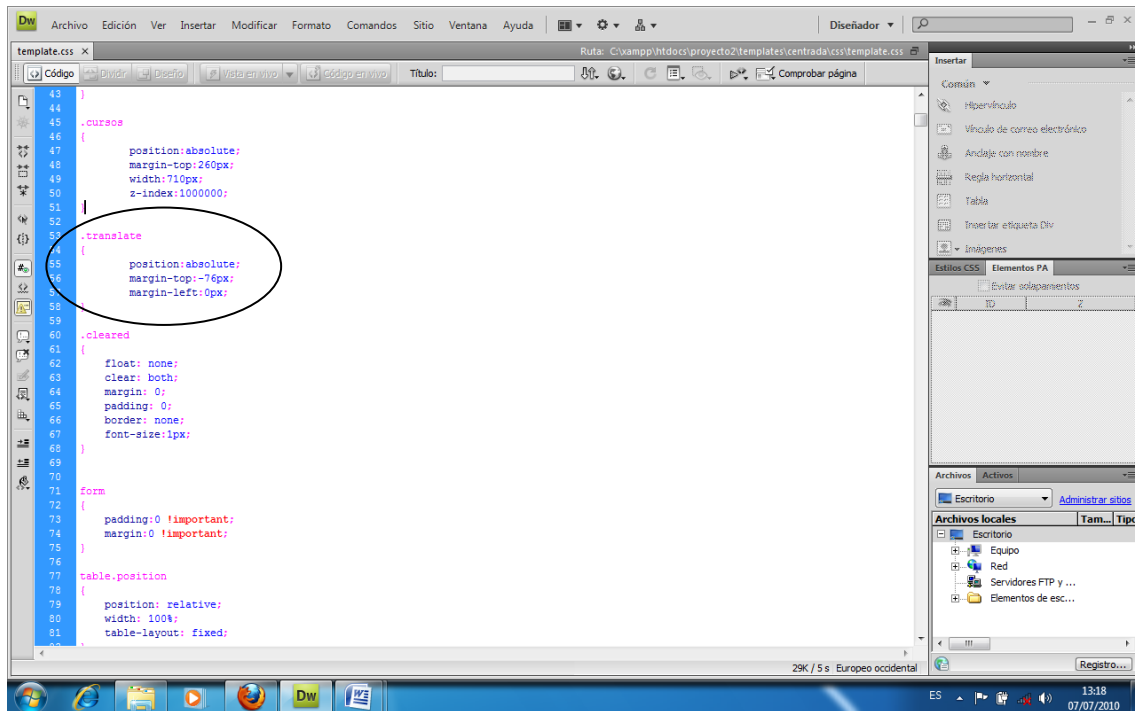 Dw Archivo Edición Ver Insertar Modificar Formato Comandos Sitio Ventana Ayuda Diseñador
template.css × Ruta: C:\xampp\htdocs\proyecto2\templates\centrada\css\template.css
Código Dividir Diseño Vista en vivo Código en vivo Título: Comprobar página
43 }
44
45 .cursos
46 {
47 position:absolute;
48 margin-top:260px;
49 width:710px;
50 z-index:1000000;
51 }
52
53 .translate
54 {
55 position:absolute;
56 margin-top:-76px;
57 margin-left:0px;
58 }
59
60 .cleared
61 {
62 float: none;
63 clear: both;
64 margin: 0;
65 padding: 0;
66 border: none;
67 font-size:1px;
68 }
69
70
71 form
72 {
73 padding:0 !important;
74 margin:0 !important;
75 }
76
77 table.position
78 {
79 position: relative;
80 width: 100%;
81 table-layout: fixed;
29K / 5 s Europeo occidental
Insertar
Común
Hipervínculo
Vínculo de correo electrónico
Anclaje con nombre
Regla horizontal
Tabla
Insertar etiqueta Div
Imágenes
Estilos CSS Elementos PA
Evitar solapamientos
ID Z
Archivos Activos
Escritorio Administrar sitios
Archivos locales Tam... Tipo
Escritorio
Equipo
Red
Servidores FTP y ...
Elementos de esc...
Registro...
Dw ES 13:18
07/07/2010